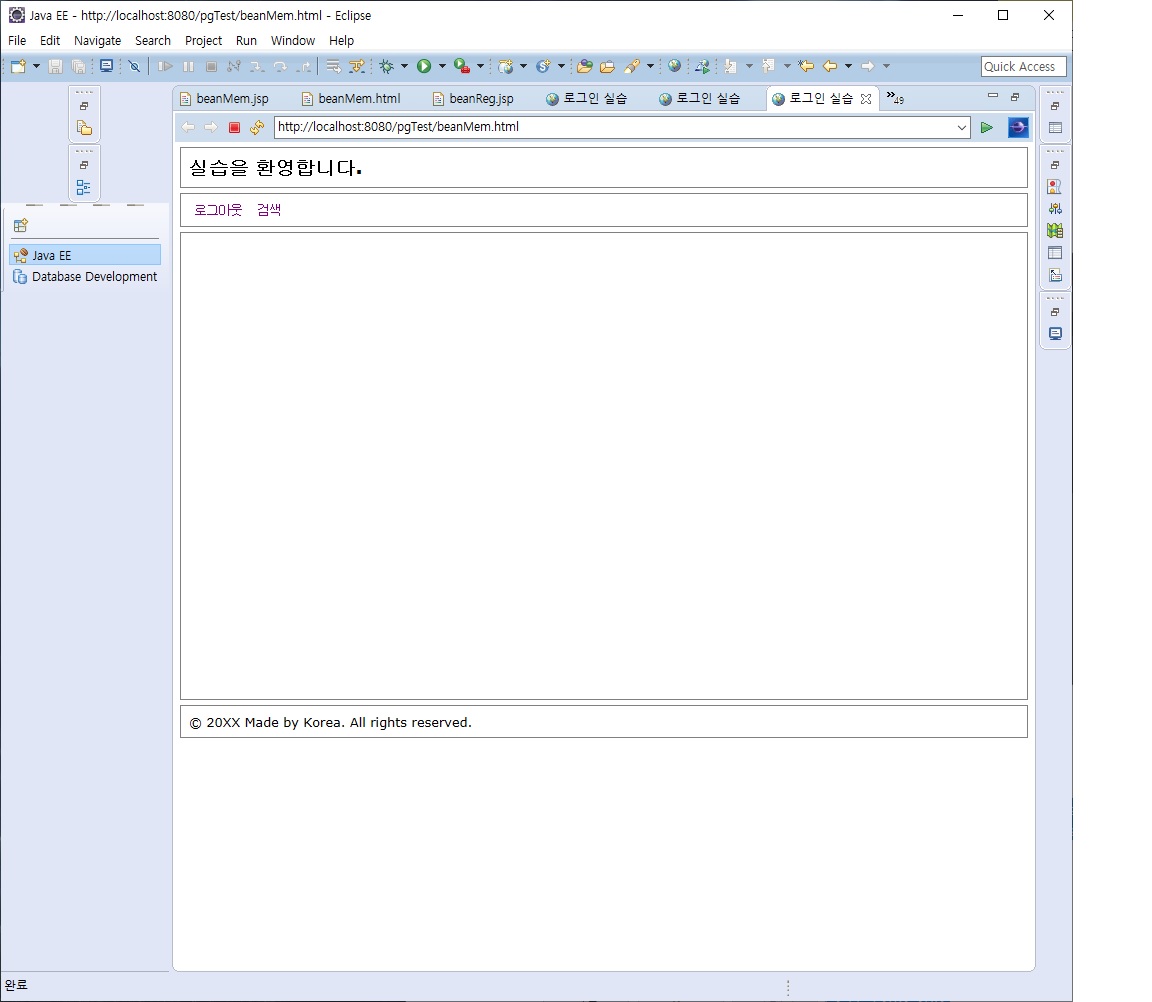 Java EE - http://localhost:8080/pgTest/beanMem.html - Eclipse
File Edit Navigate Search Project Run Window Help
Quick Access
beanMem.jsp beanMem.html beanReg.jsp 로그인 실습 로그인 실습 로그인 실습 »49
http://localhost:8080/pgTest/beanMem.html
실습을 환영합니다.
로그아웃 검색
Java EE
Database Development
© 20XX Made by Korea. All rights reserved.
완료